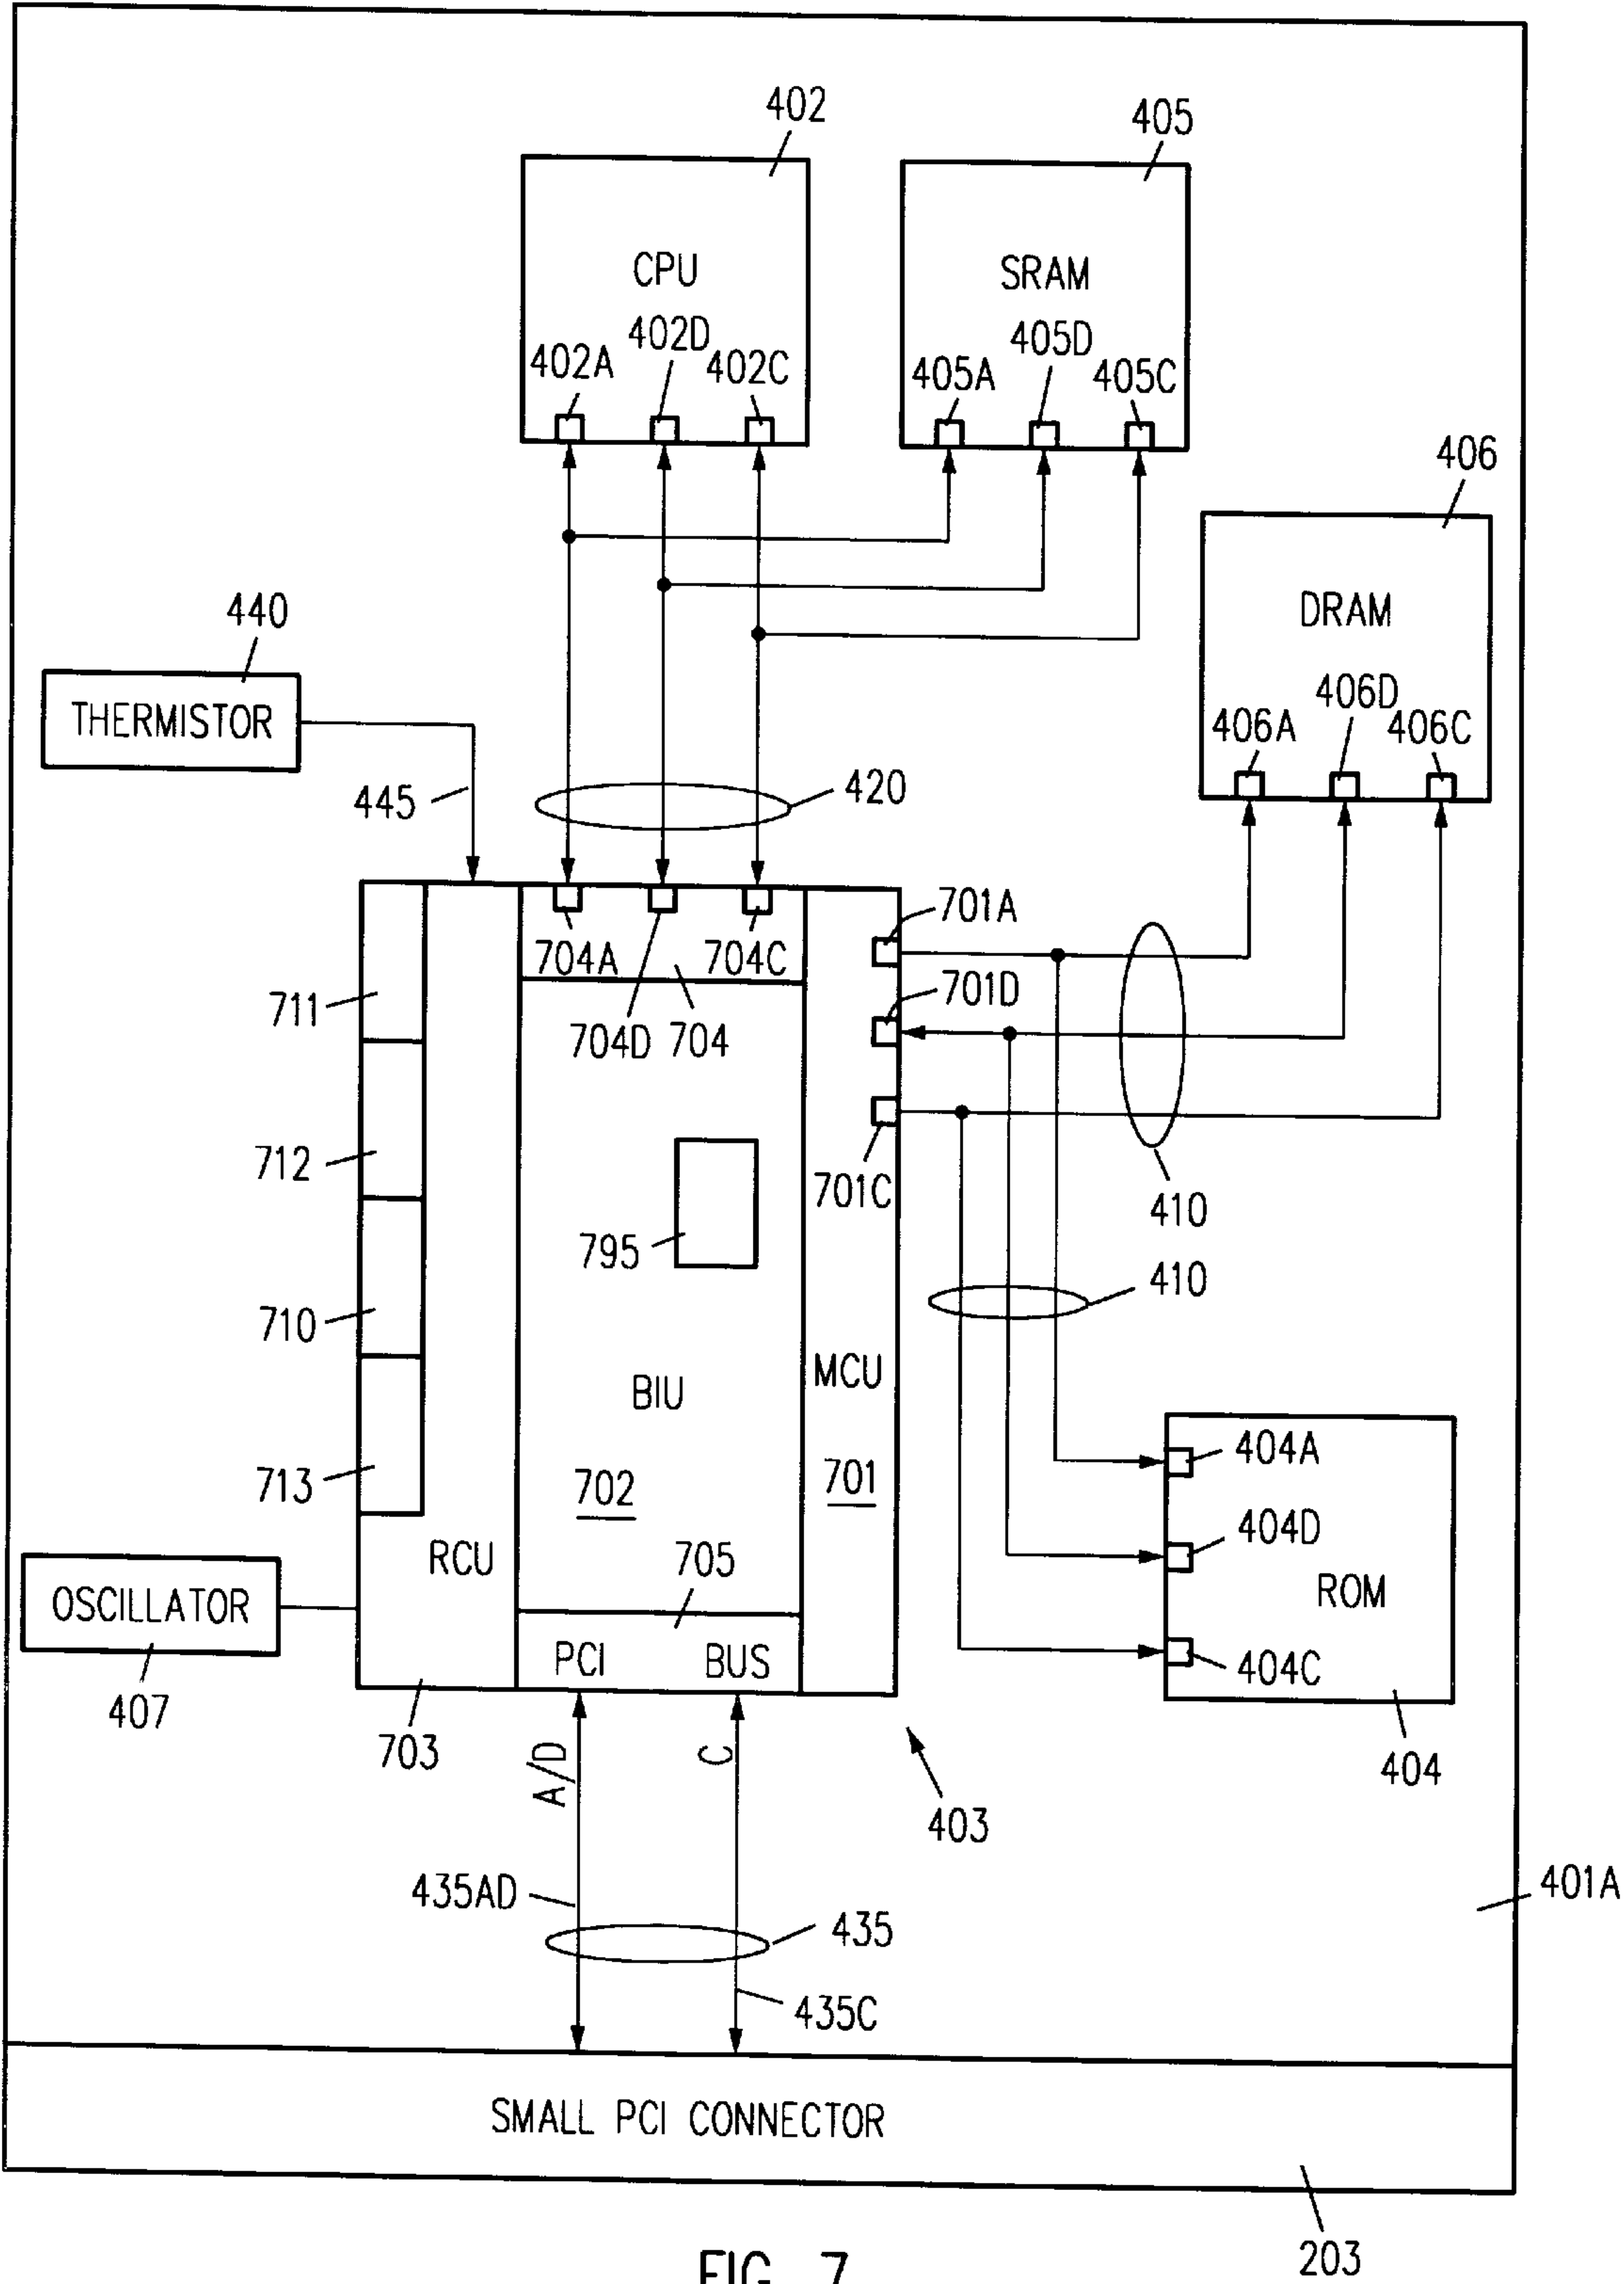 402
405
CPU
SRAM
402A
402D
402C
405A
405D
405C
406
DRAM
406A
406D
406C
440
THERMISTOR
445
420
704A
704C
704D
704
701A
701D
701C
711
712
710
713
795
410
410
BIU
702
MCU
701
RCU
705
PCI BUS
OSCILLATOR
407
703
404A
404D
ROM
404C
404
A/D
C
403
435AD
435
435C
401A
SMALL PCI CONNECTOR
203
FIG. 7